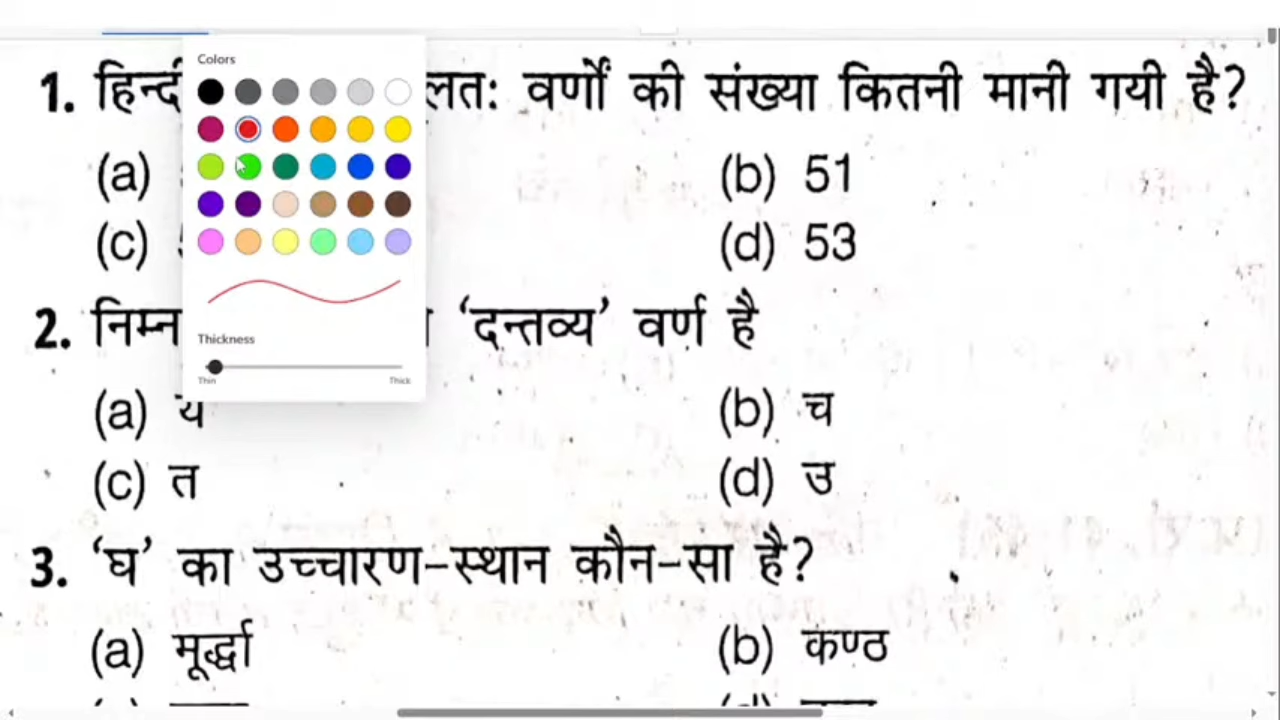 Colors
1. हिन्दी लत: वर्णों की संख्या कितनी मानी गयी है?
(a) (b) 51
(c) (d) 53
2. निम्न 'दन्तव्य' वर्ण है
Thickness
Thin Thick
(a) य (b) च
(c) त (d) उ
3. 'घ' का उच्चारण-स्थान कौन-सा है?
(a) मूर्द्धा (b) कण्ठ